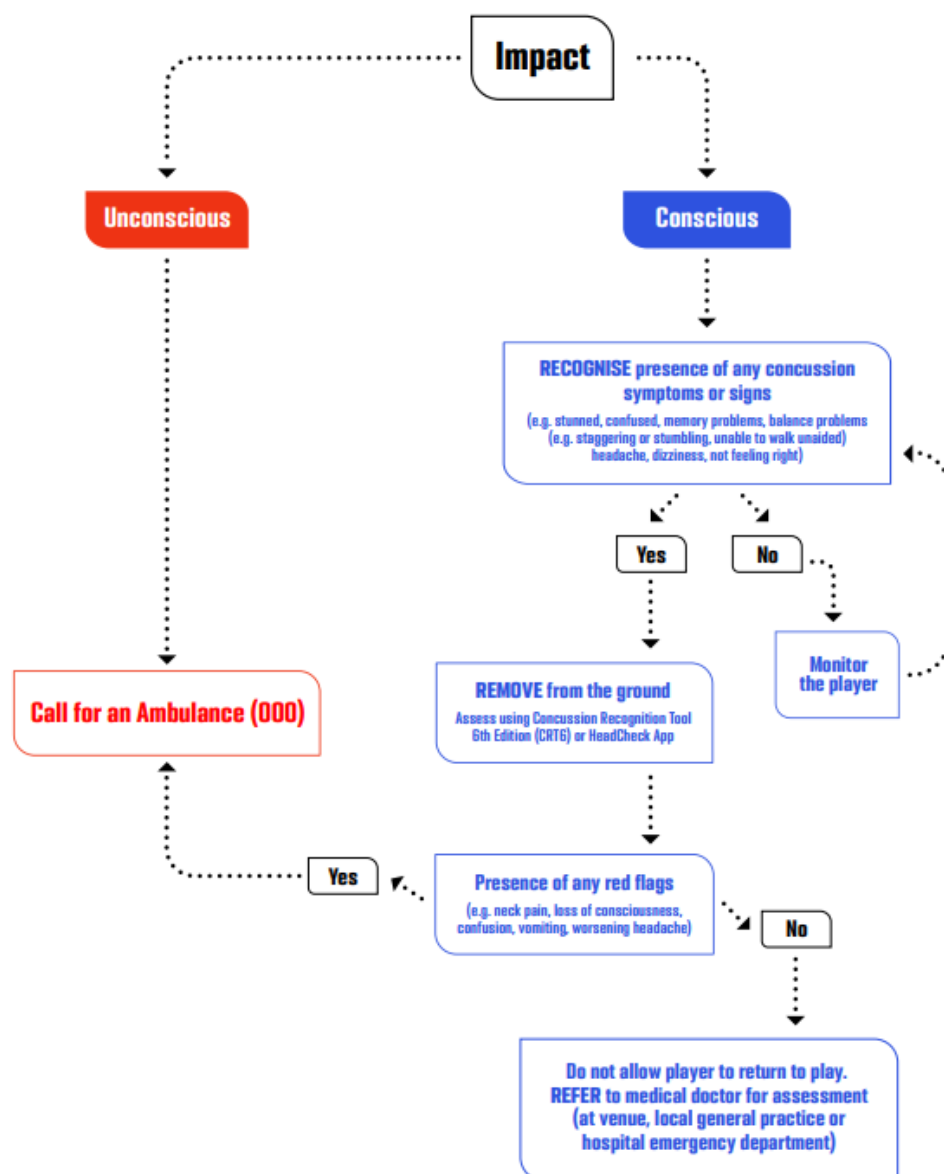 Impact
Unconscious
Conscious
RECOGNISE presence of any concussion
symptoms or signs
(e.g. stunned, confused, memory problems, balance problems
(e.g. staggering or stumbling, unable to walk unaided)
headache, dizziness, not feeling right)
Yes
No
Monitor
the player
REMOVE from the ground
Assess using Concussion Recognition Tool
6th Edition (CRT6) or HeadCheck App
Call for an Ambulance (000)
Presence of any red flags
(e.g. neck pain, loss of consciousness,
confusion, vomiting, worsening headache)
Yes
No
Do not allow player to return to play.
REFER to medical doctor for assessment
(at venue, local general practice or
hospital emergency department)